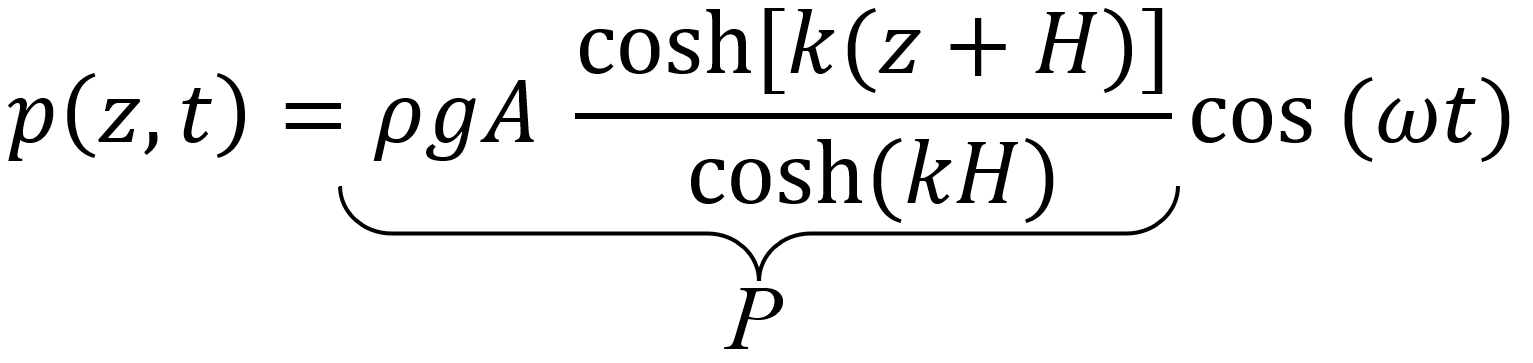 p(z, t) = ρgA cosh[k(z + H)] / cosh(kH) cos (ωt)
P